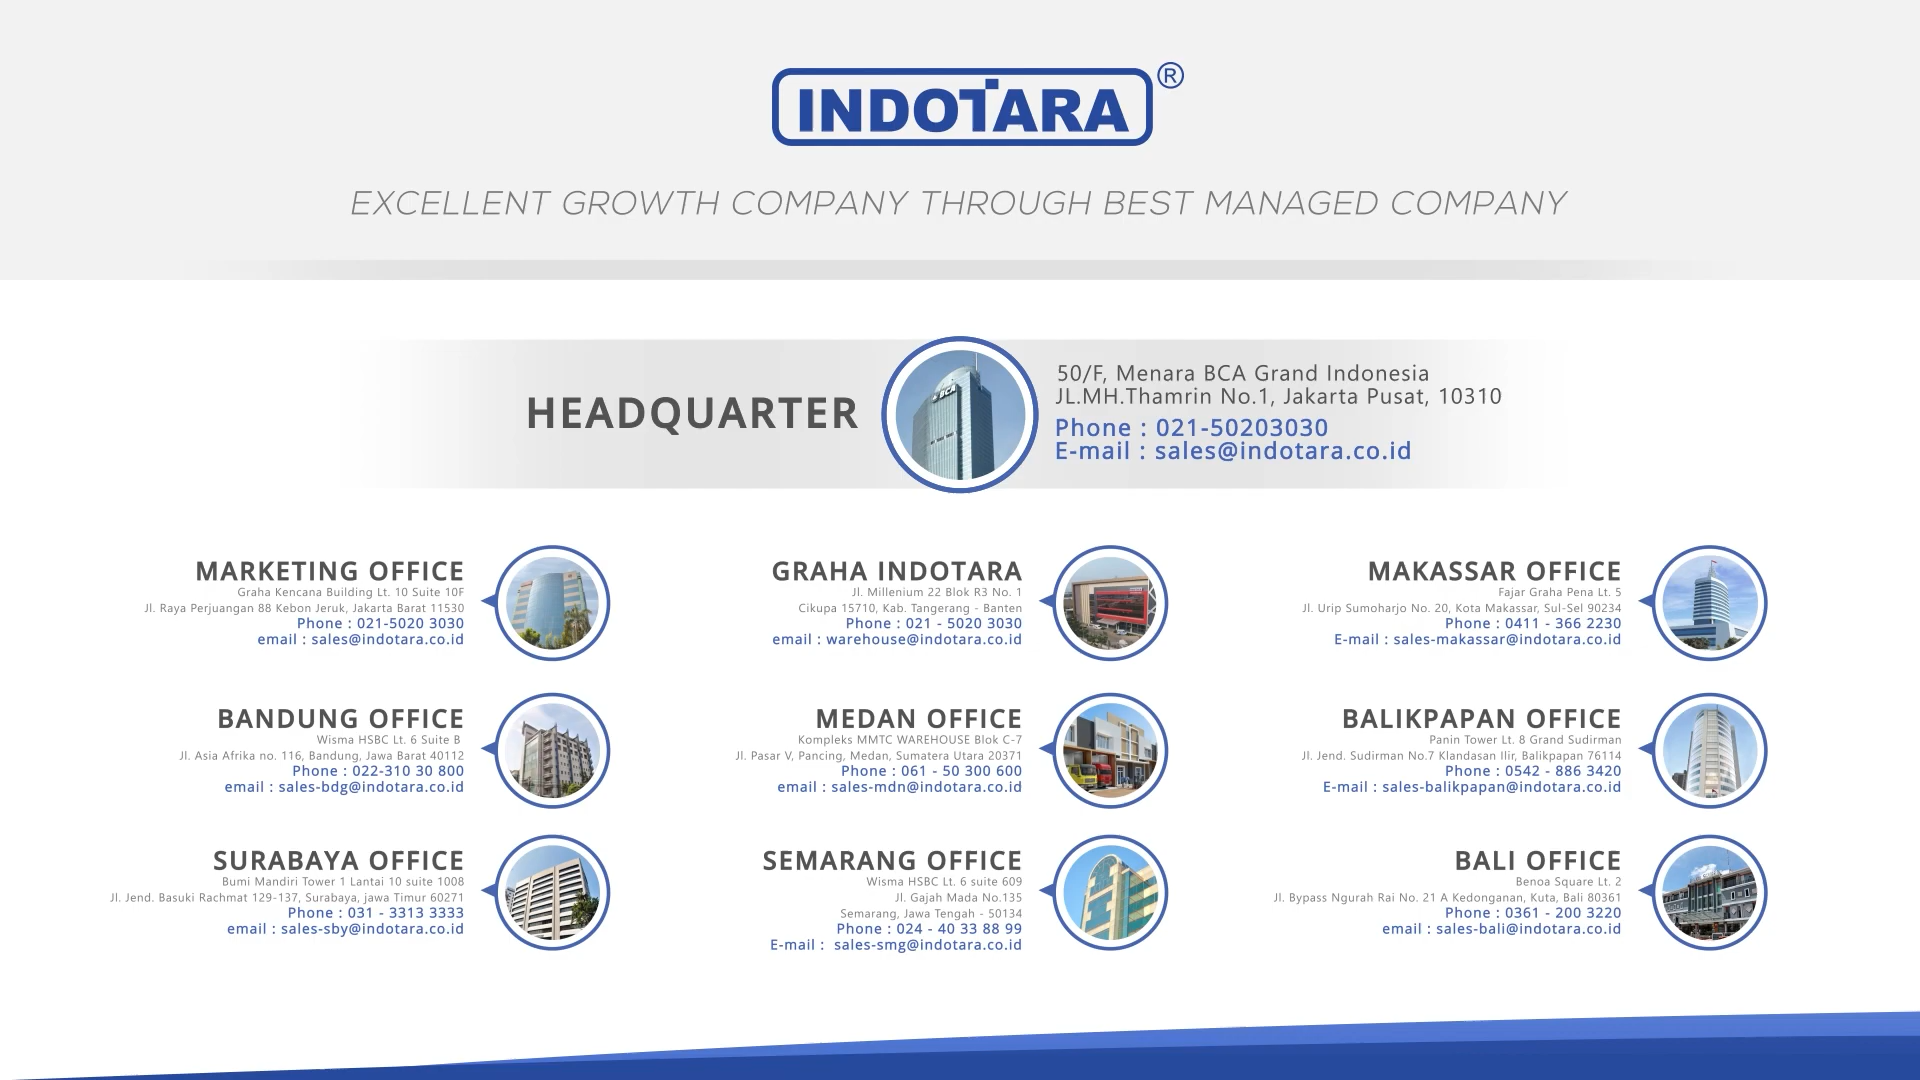 INDOTARA®
EXCELLENT GROWTH COMPANY THROUGH BEST MANAGED COMPANY
HEADQUARTER
BCA
50/F, Menara BCA Grand Indonesia
JL.MH.Thamrin No.1, Jakarta Pusat, 10310
Phone : 021-50203030
E-mail : sales@indotara.co.id
MARKETING OFFICE
Graha Kencana Building Lt. 10 Suite 10F
Jl. Raya Perjuangan 88 Kebon Jeruk, Jakarta Barat 11530
Phone : 021-5020 3030
email : sales@indotara.co.id
GRAHA INDOTARA
Jl. Millenium 22 Blok R3 No. 1
Cikupa 15710, Kab. Tangerang - Banten
Phone : 021 - 5020 3030
email : warehouse@indotara.co.id
MAKASSAR OFFICE
Fajar Graha Pena Lt. 5
Jl. Urip Sumoharjo No. 20, Kota Makassar, Sul-Sel 90234
Phone : 0411 - 366 2230
E-mail : sales-makassar@indotara.co.id
BANDUNG OFFICE
Wisma HSBC Lt. 6 Suite B
Jl. Asia Afrika no. 116, Bandung, Jawa Barat 40112
Phone : 022-310 30 800
email : sales-bdg@indotara.co.id
MEDAN OFFICE
Kompleks MMTC WAREHOUSE Blok C-7
Jl. Pasar V, Pancing, Medan, Sumatera Utara 20371
Phone : 061 - 50 300 600
email : sales-mdn@indotara.co.id
BALIKPAPAN OFFICE
Panin Tower Lt. 8 Grand Sudirman
Jl. Jend. Sudirman No.7 Klandasan Ilir, Balikpapan 76114
Phone : 0542 - 886 3420
E-mail : sales-balikpapan@indotara.co.id
SURABAYA OFFICE
Bumi Mandiri Tower 1 Lantai 10 suite 1008
Jl. Jend. Basuki Rachmat 129-137, Surabaya, jawa Timur 60271
Phone : 031 - 3313 3333
email : sales-sby@indotara.co.id
SEMARANG OFFICE
Wisma HSBC Lt. 6 suite 609
Jl. Gajah Mada No.135
Semarang, Jawa Tengah - 50134
Phone : 024 - 40 33 88 99
E-mail : sales-smg@indotara.co.id
BALI OFFICE
Benoa Square Lt. 2
Jl. Bypass Ngurah Rai No. 21 A Kedonganan, Kuta, Bali 80361
Phone : 0361 - 200 3220
email : sales-bali@indotara.co.id